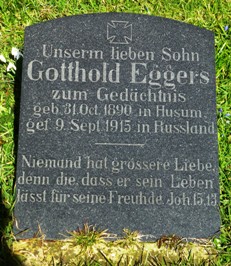 Unserm lieben Sohn
Gotthold Eggers
zum Gedächtnis
geb. 31. Oct. 1890 in Husum,
gef. 9. Sept. 1915 in Russland
Niemand hat grössere Liebe,
denn die, dass er sein Leben
lässt für seine Freunde. Joh. 15,13